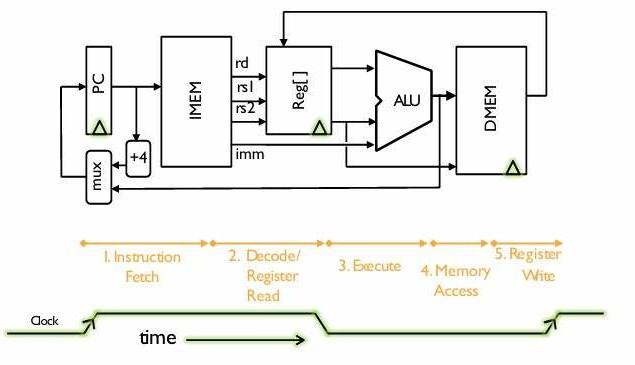 rd
rs1
rs2
imm
PC
IMEM
Reg[ ]
ALU
DMEM
+4
mux
1. Instruction
Fetch
2. Decode/
Register
Read
3. Execute
4. Memory
Access
5. Register
Write
Clock
time